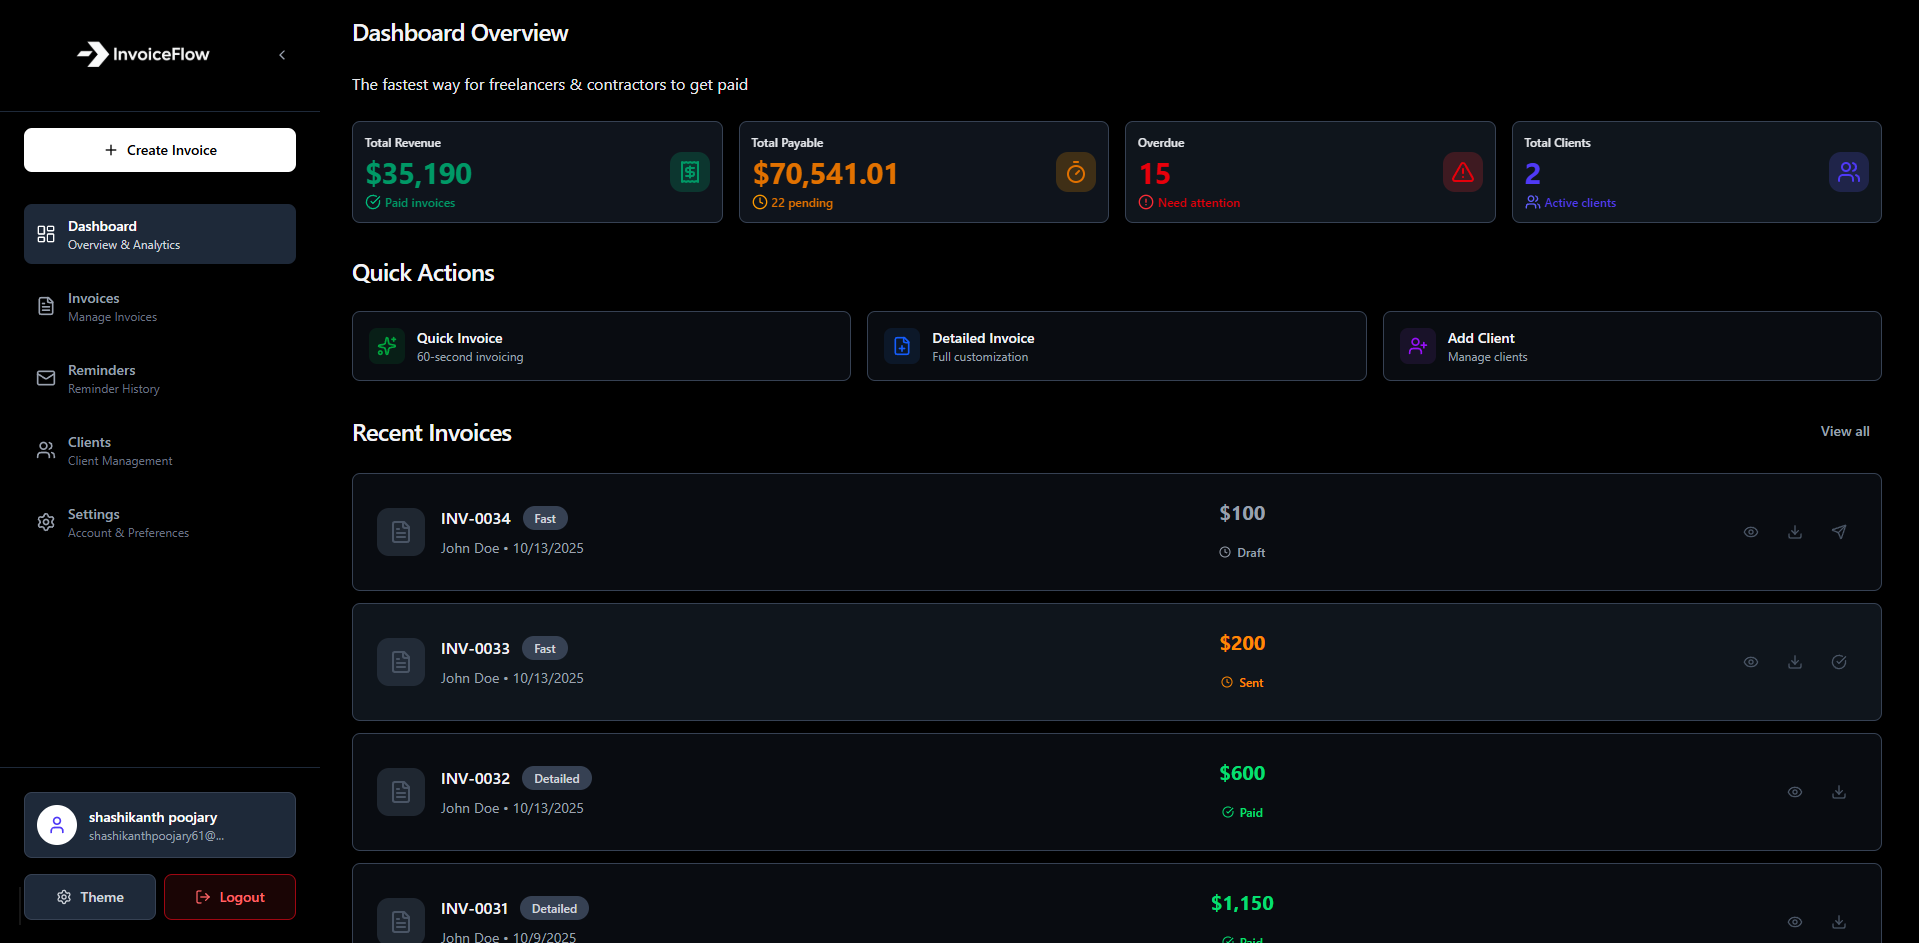 InvoiceFlow
Create Invoice
Dashboard
Overview & Analytics
Invoices
Manage Invoices
Reminders
Reminder History
Clients
Client Management
Settings
Account & Preferences
shashikanth poojary
shashikanthpoojary61@...
Theme
Logout
Dashboard Overview
The fastest way for freelancers & contractors to get paid
Total Revenue
$35,190
Paid invoices
Total Payable
$70,541.01
22 pending
Overdue
15
Need attention
Total Clients
2
Active clients
Quick Actions
Quick Invoice
60-second invoicing
Detailed Invoice
Full customization
Add Client
Manage clients
Recent Invoices
View all
INV-0034 Fast
John Doe • 10/13/2025
$100
Draft
INV-0033 Fast
John Doe • 10/13/2025
$200
Sent
INV-0032 Detailed
John Doe • 10/13/2025
$600
Paid
INV-0031 Detailed
John Doe • 10/9/2025
$1,150
Paid